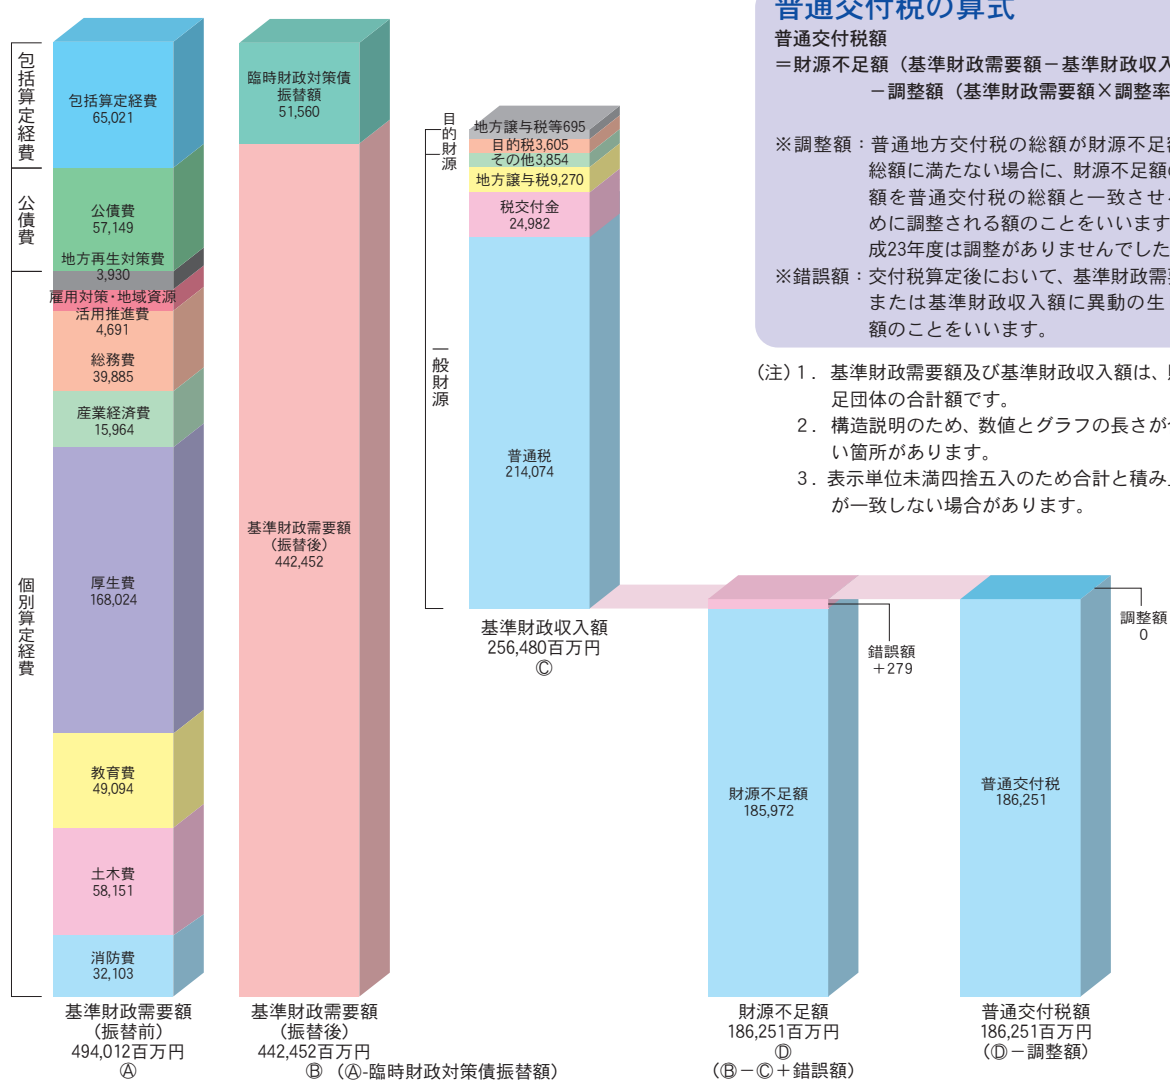 包括算定経費
公債費
個別算定経費
包括算定経費
65,021
公債費
57,149
地方再生対策費
3,930
雇用対策・地域資源
活用推進費
4,691
総務費
39,885
産業経済費
15,964
厚生費
168,024
教育費
49,094
土木費
58,151
消防費
32,103
基準財政需要額
（振替前）
494,012百万円
Ⓐ
臨時財政対策債
振替額
51,560
基準財政需要額
（振替後）
442,452
基準財政需要額
（振替後）
442,452百万円
Ⓑ （Ⓐ-臨時財政対策債振替額）
目的財源
一般財源
地方譲与税等695
目的税3,605
その他3,854
地方譲与税9,270
税交付金
24,982
普通税
214,074
基準財政収入額
256,480百万円
Ⓒ
錯誤額
＋279
財源不足額
185,972
財源不足額
186,251百万円
Ⓓ
（Ⓑ－Ⓒ＋錯誤額）
調整額
0
普通交付税
186,251
普通交付税額
186,251百万円
（Ⓓ－調整額）
普通交付税の算式
普通交付税額
＝財源不足額（基準財政需要額－基準財政収入
－調整額（基準財政需要額×調整率
※調整額：普通地方交付税の総額が財源不足
総額に満たない場合に、財源不足額
額を普通交付税の総額と一致させ
めに調整される額のことをいいます
成23年度は調整がありませんでした
※錯誤額：交付税算定後において、基準財政需
または基準財政収入額に異動の生
額のことをいいます。
（注）1． 基準財政需要額及び基準財政収入額は、
足団体の合計額です。
2． 構造説明のため、数値とグラフの長さが
い箇所があります。
3．表示単位未満四捨五入のため合計と積み
が一致しない場合があります。